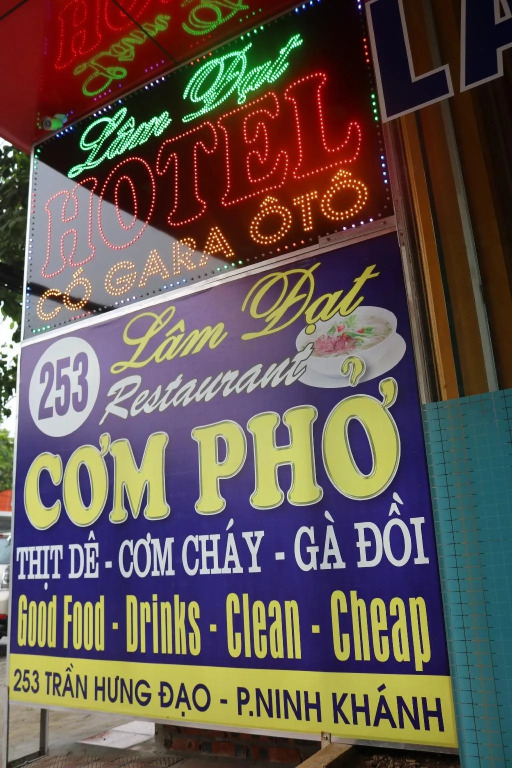 LA
Lâm Đạt
HOTEL
CÓ GARA ÔTÔ
253
Lâm Đạt
Restaurant
CƠM PHỞ
THỊT DÊ - CƠM CHÁY - GÀ ĐỒI
Good Food - Drinks - Clean - Cheap
253 TRẦN HƯNG ĐẠO - P.NINH KHÁNH